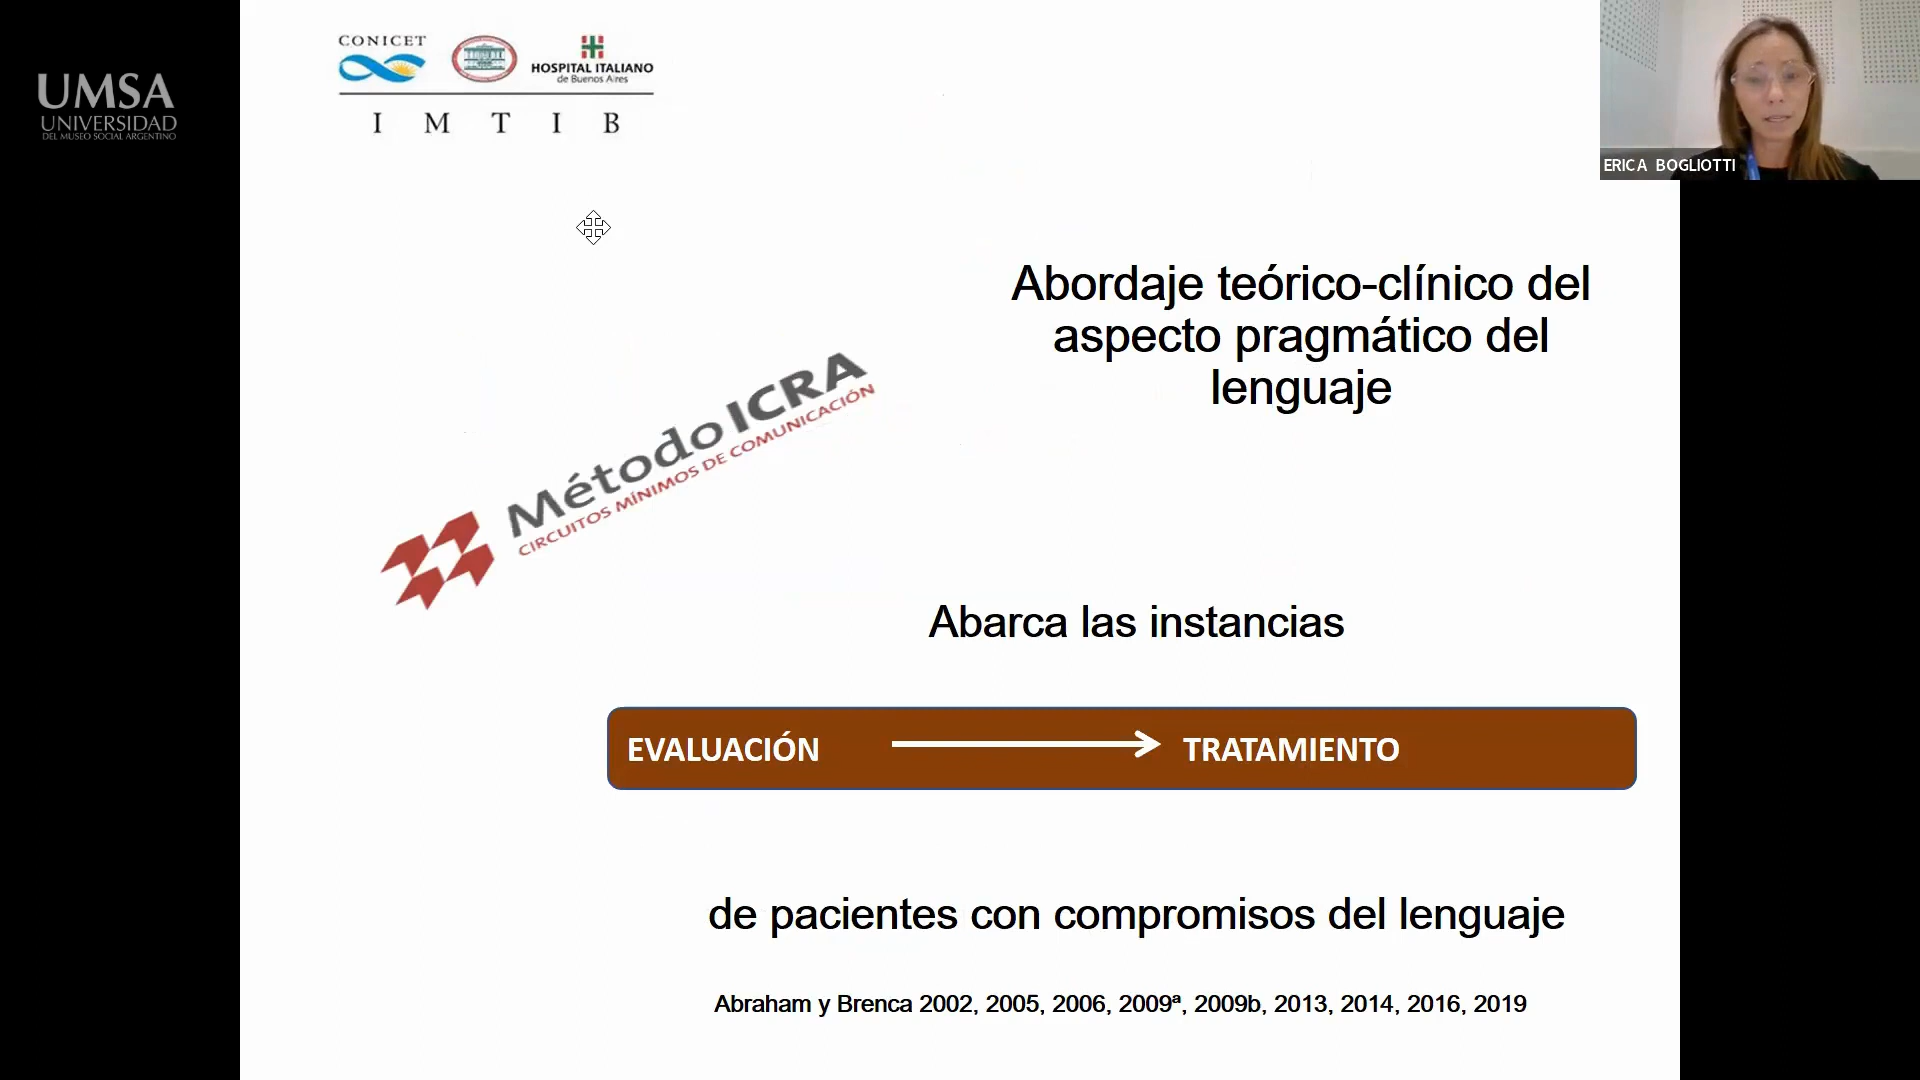 UMSA
UNIVERSIDAD
DEL MUSEO SOCIAL ARGENTINO
CONICET
HOSPITAL ITALIANO
de Buenos Aires
I M T I B
ERICA BOGLIOTTI
Abordaje teórico-clínico del
aspecto pragmático del
lenguaje
Método ICRA
CIRCUITOS MÍNIMOS DE COMUNICACIÓN
Abarca las instancias
EVALUACIÓN
TRATAMIENTO
de pacientes con compromisos del lenguaje
Abraham y Brenca 2002, 2005, 2006, 2009ª, 2009b, 2013, 2014, 2016, 2019